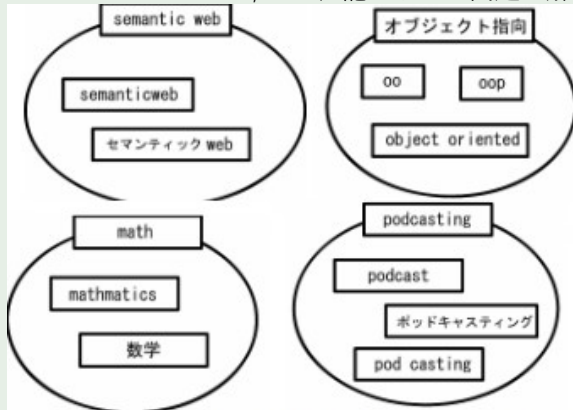 semantic web
semanticweb
セマンティック web
オブジェクト指向
oo
oop
object oriented
math
mathmatics
数学
podcasting
podcast
ポッドキャスティング
pod casting